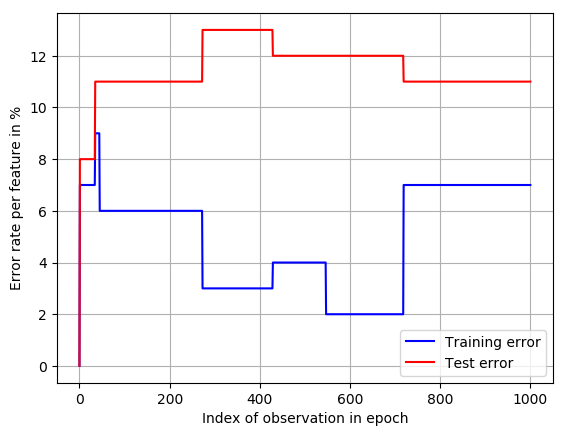 Error rate per feature in %
12
10
8
6
4
2
0
0 200 400 600 800 1000
Index of observation in epoch
Training error
Test error